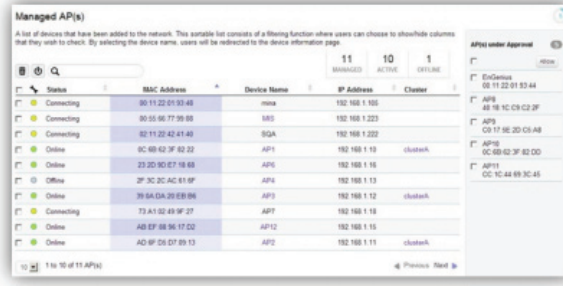 Managed AP(s)
A list of devices that have been added to the network. This sortable list consists of a filtering function where users can choose to show/hide columns
that they wish to check. By selecting the device name, users will be redirected to the device information page.
11 10 1
MANAGED ACTIVE OFFLINE
Status MAC Address Device Name IP Address Cluster
Connecting 00:11:22:01:93:48 mina 192.168.1.105
Connecting 00:55:66:77:99:88 MIS 192.168.1.223
Connecting 02:11:22:42:41:40 SQA 192.168.1.222
Online 0C:6B:62:3F:82:22 AP1 192.168.1.10 clusterA
Online 23:2D:9D:E7:18:68 AP6 192.168.1.16
Offline 2F:3C:2C:AC:61:6F AP4 192.168.1.13
Online 39:8A:DA:20:EB:B6 AP3 192.168.1.12 clusterA
Connecting 73:A1:02:49:9F:27 AP7 192.168.1.18
Online AB:EF:88:96:17:D2 AP12 192.168.1.15
Online AD:6F:D5:D7:89:13 AP2 192.168.1.11 clusterA
10 1 to 10 of 11 AP(s) Previous Next
AP(s) under Approval 5
Allow
EnGenius
00:11:22:01:93:44
AP8
48:18:1C:C9:C2:2F
AP9
C0:17:9E:2D:C5:A8
AP10
0C:6B:62:3F:82:DD
AP11
CC:1C:44:69:3C:45